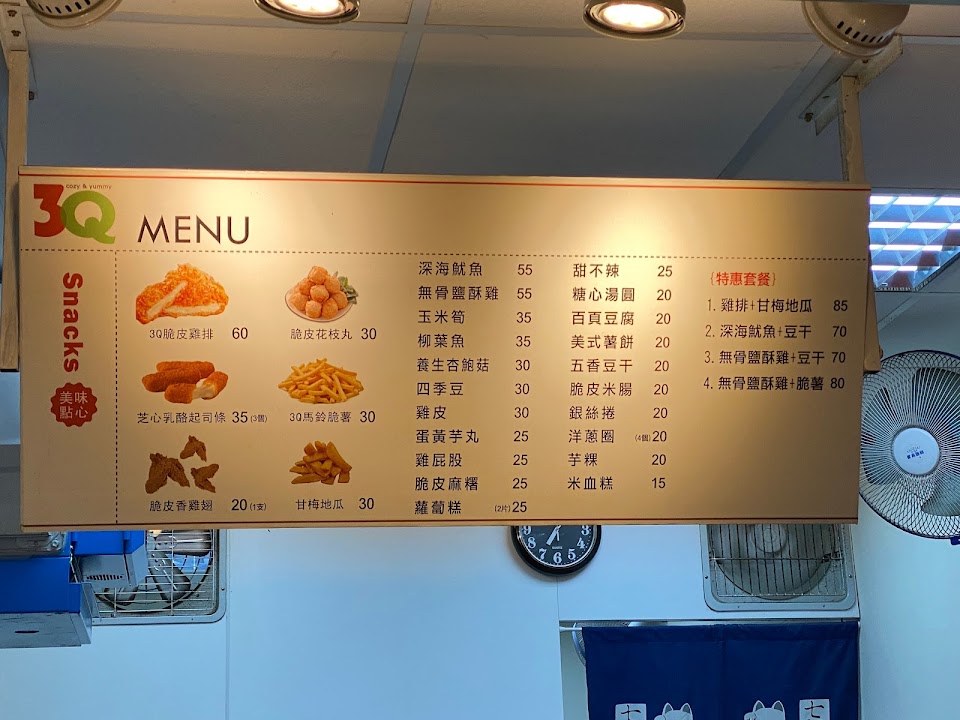 cozy & yummy
3Q MENU
Snacks
美味
點心
3Q脆皮雞排 60
脆皮花枝丸 30
芝心乳酪起司條 35(3個)
3Q馬鈴脆薯 30
脆皮香雞翅 20(1支)
甘梅地瓜 30
深海魷魚 55
無骨鹽酥雞 55
玉米筍 35
柳葉魚 35
養生杏鮑菇 30
四季豆 30
雞皮 30
蛋黃芋丸 25
雞屁股 25
脆皮麻糬 25
蘿蔔糕 (2片)25
甜不辣 25
糖心湯圓 20
百頁豆腐 20
美式薯餅 20
五香豆干 20
脆皮米腸 20
銀絲捲 20
洋蔥圈 (4個)20
芋粿 20
米血糕 15
{特惠套餐}
1. 雞排+甘梅地瓜 85
2. 深海魷魚+豆干 70
3. 無骨鹽酥雞+豆干 70
4. 無骨鹽酥雞+脆薯 80
9 8 7 6 5 4 3
七
七